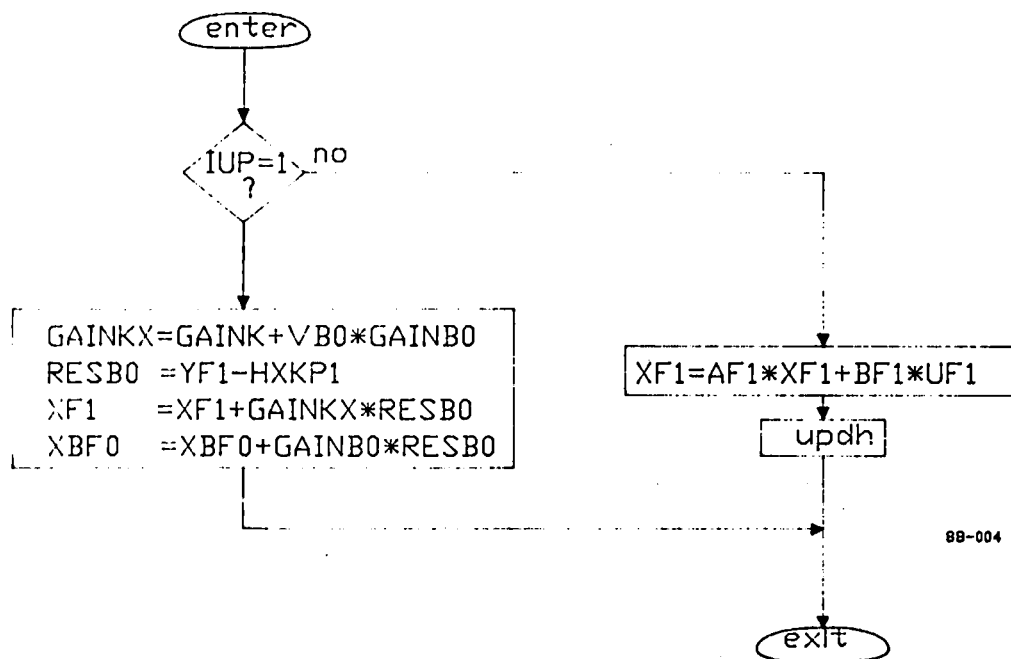 enter
IUP=1
?
no
GAINKX=GAINK+VB0*GAINB0
RESB0 =YF1-HXKP1
XF1 =XF1+GAINKX*RESB0
XBF0 =XBF0+GAINB0*RESB0
XF1=AF1*XF1+BF1*UF1
updh
88-004
exit